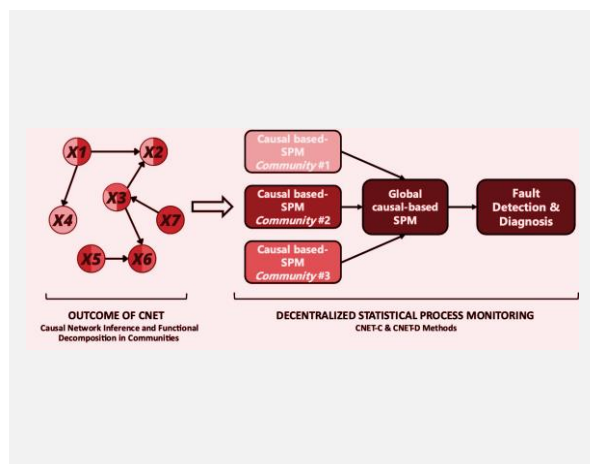 X1
X2
X3
X4
X7
X5
X6
Causal based-
SPM
Community #1
Causal based-
SPM
Community #2
Causal based-
SPM
Community #3
Global
causal-based
SPM
Fault
Detection &
Diagnosis
OUTCOME OF CNET
Causal Network Inference and Functional
Decomposition in Communities
DECENTRALIZED STATISTICAL PROCESS MONITORING
CNET-C & CNET-D Methods